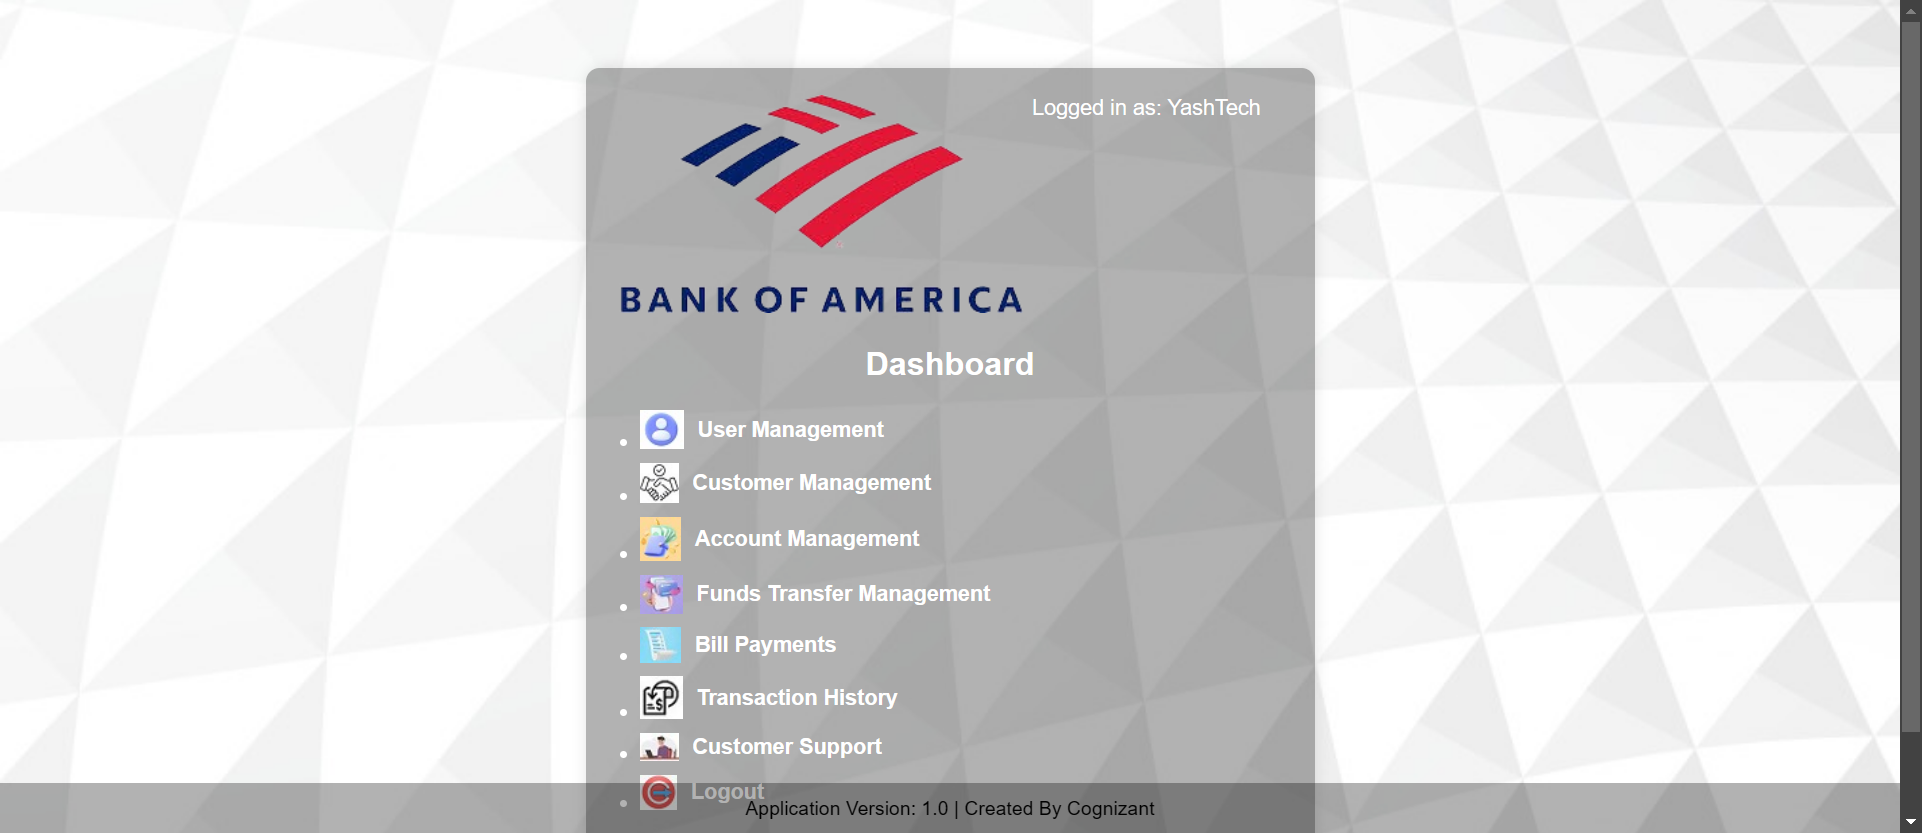 Logged in as: YashTech
BANK OF AMERICA
Dashboard
User Management
Customer Management
Account Management
Funds Transfer Management
Bill Payments
Transaction History
Customer Support
Logout
Application Version: 1.0 | Created By Cognizant